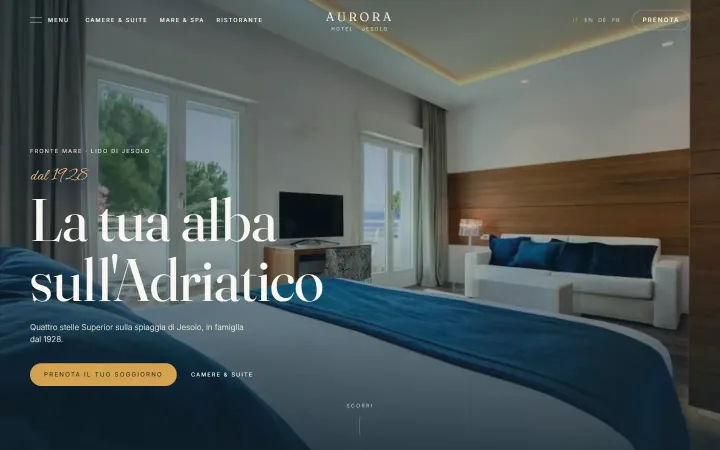 MENU CAMERE & SUITE MARE & SPA RISTORANTE
AURORA
HOTEL · JESOLO
IT EN DE FR
PRENOTA
FRONTE MARE · LIDO DI JESOLO
dal 1928
La tua alba
sull'Adriatico
Quattro stelle Superior sulla spiaggia di Jesolo, in famiglia
dal 1928.
PRENOTA IL TUO SOGGIORNO
CAMERE & SUITE
SCORRI